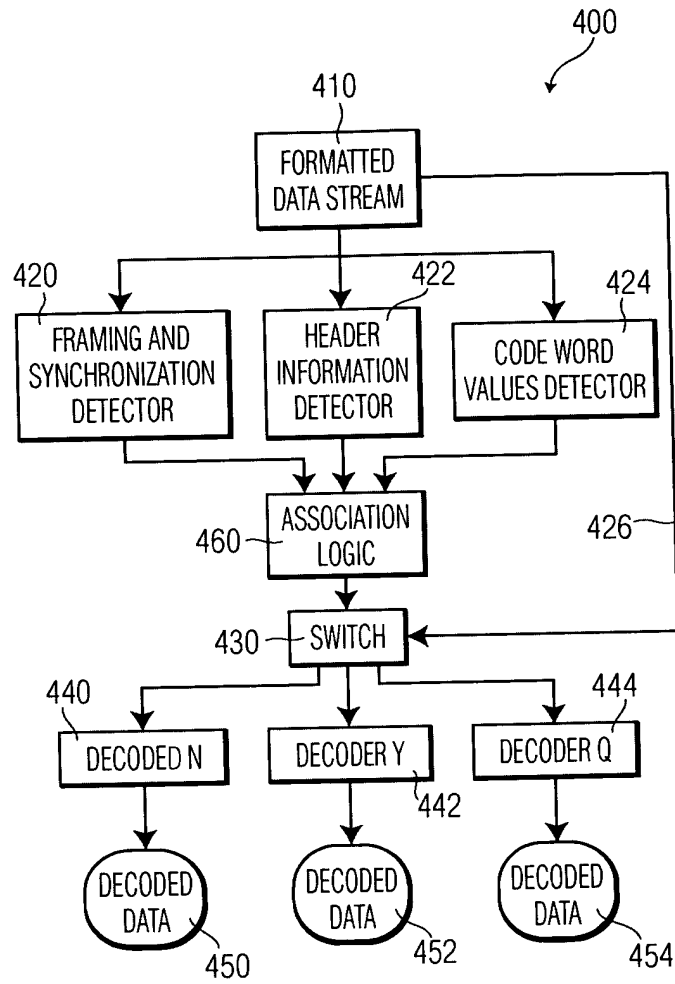 400
410
FORMATTED
DATA STREAM
420
422
424
FRAMING AND
SYNCHRONIZATION
DETECTOR
HEADER
INFORMATION
DETECTOR
CODE WORD
VALUES DETECTOR
460
ASSOCIATION
LOGIC
426
430
SWITCH
440
444
DECODED N
DECODER Y
DECODER Q
442
DECODED
DATA
DECODED
DATA
DECODED
DATA
450
452
454